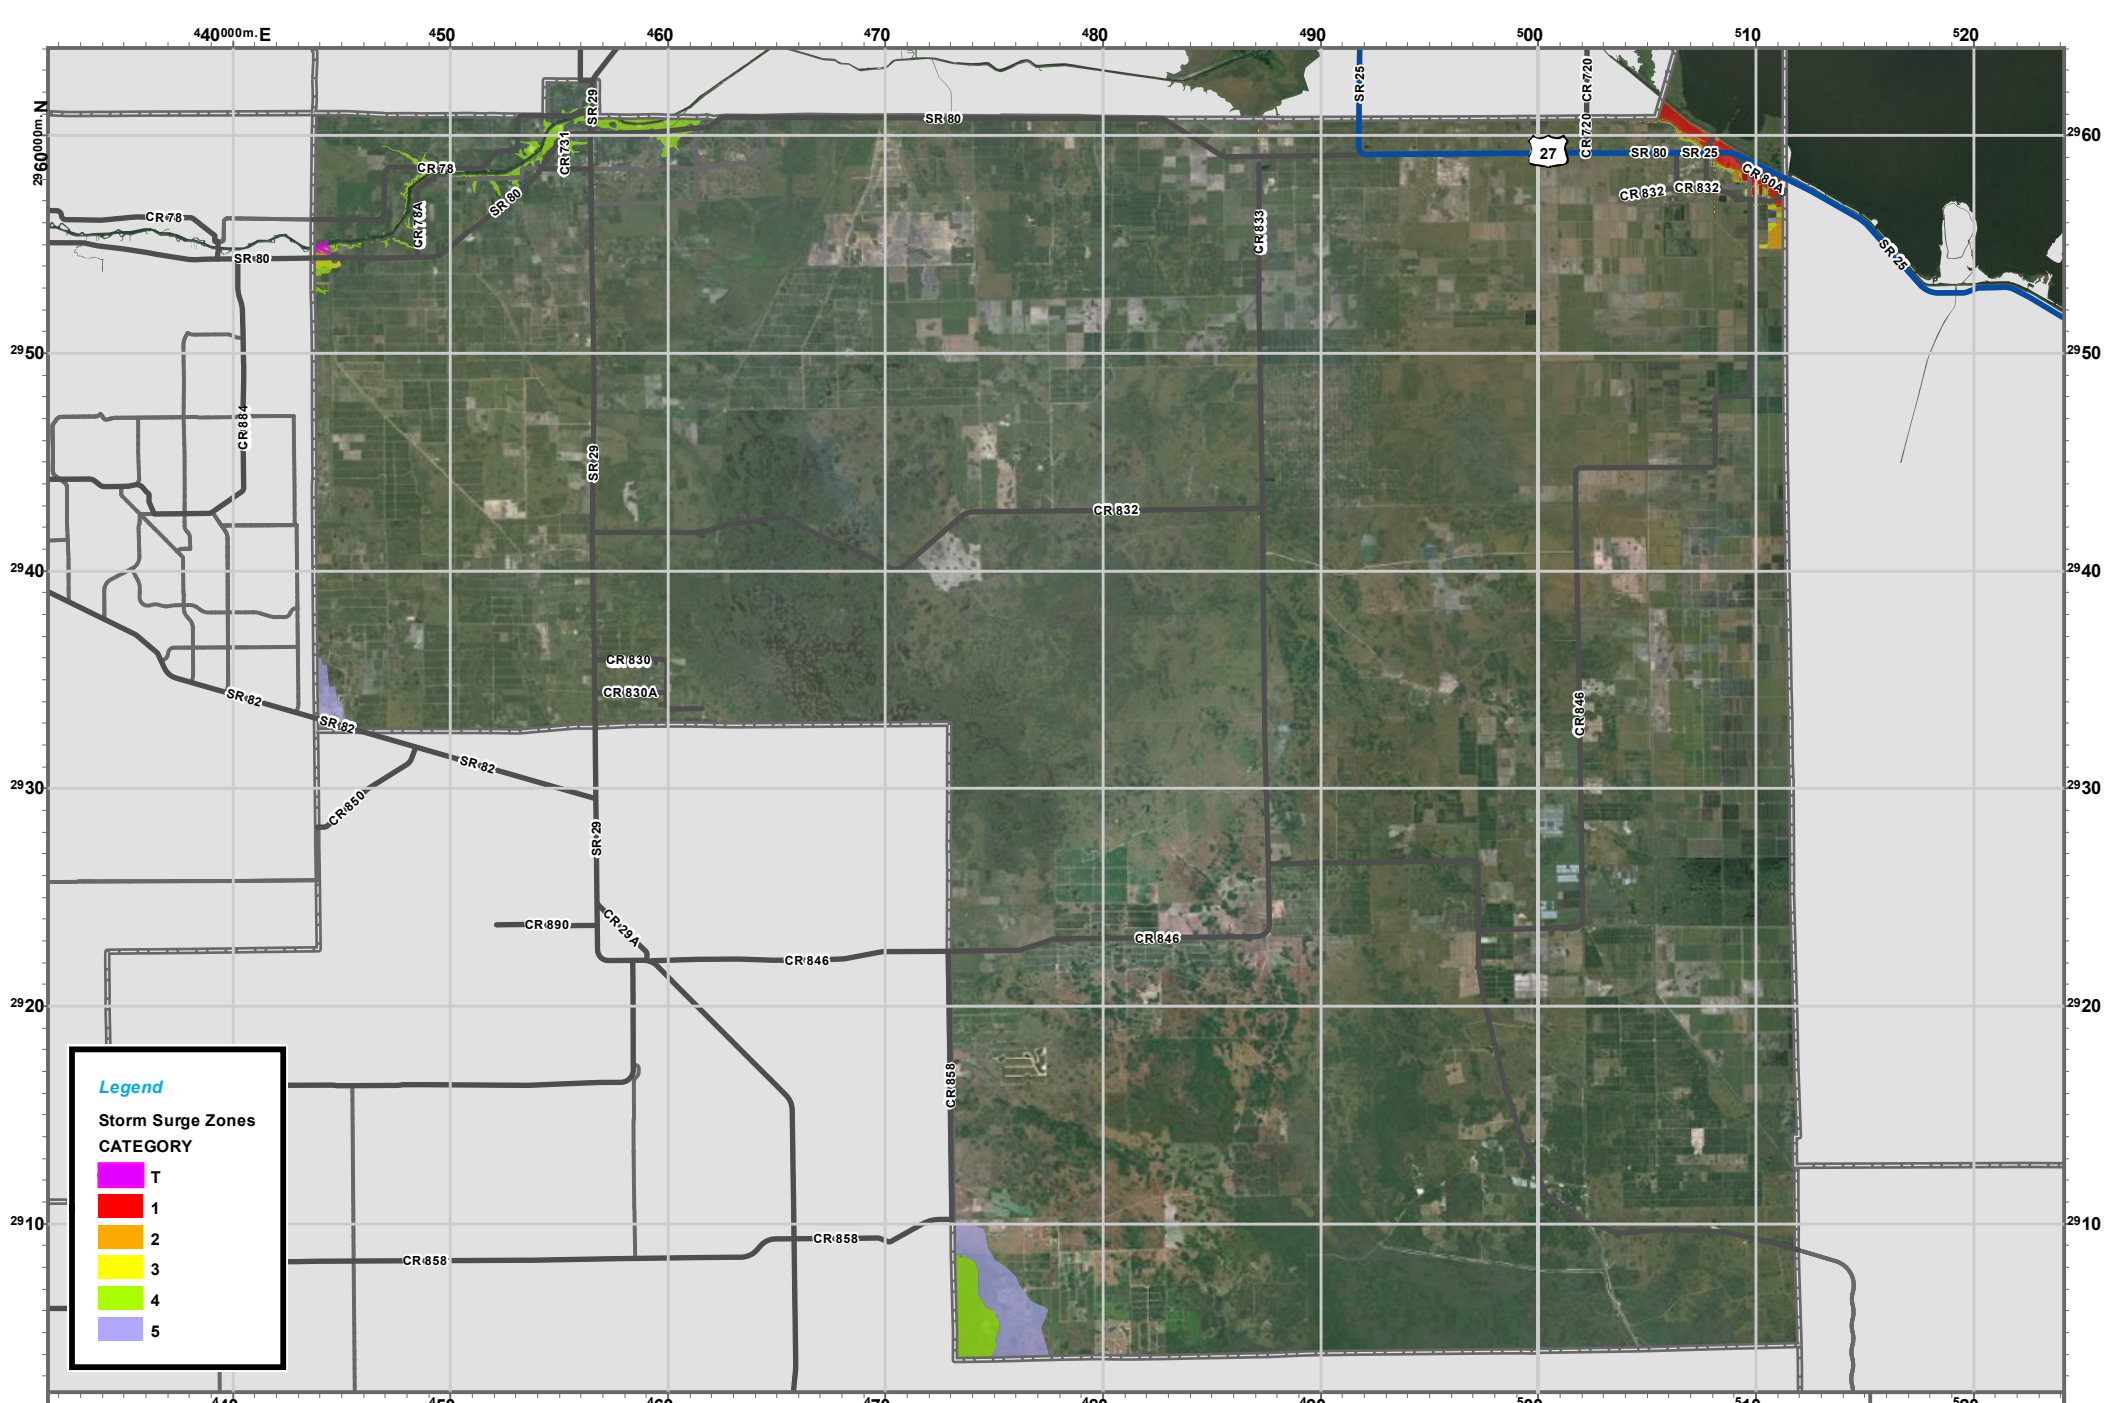 440000m.E 450 460 470 480 490 500 510 520
2960000m.N
2960
SR 29
SR 25
CR 720
CR 720
SR 80
CR 731
27
SR 80
SR 25
CR 80A
CR 78
CR 832
CR 832
CR 78
CR 78A
SR 80
CR 833
SR 80
SR 25
2950
2950
CR 884
SR 29
CR 832
2940
2940
CR 830
CR 830A
SR 82
SR 82
SR 82
CR 846
2930
2930
CR 850
SR 29
CR 890
CR 29A
CR 846
CR 846
2920
2920
CR 858
2910
2910
CR 858
CR 858
Legend
Storm Surge Zones
CATEGORY
T
1
2
3
4
5